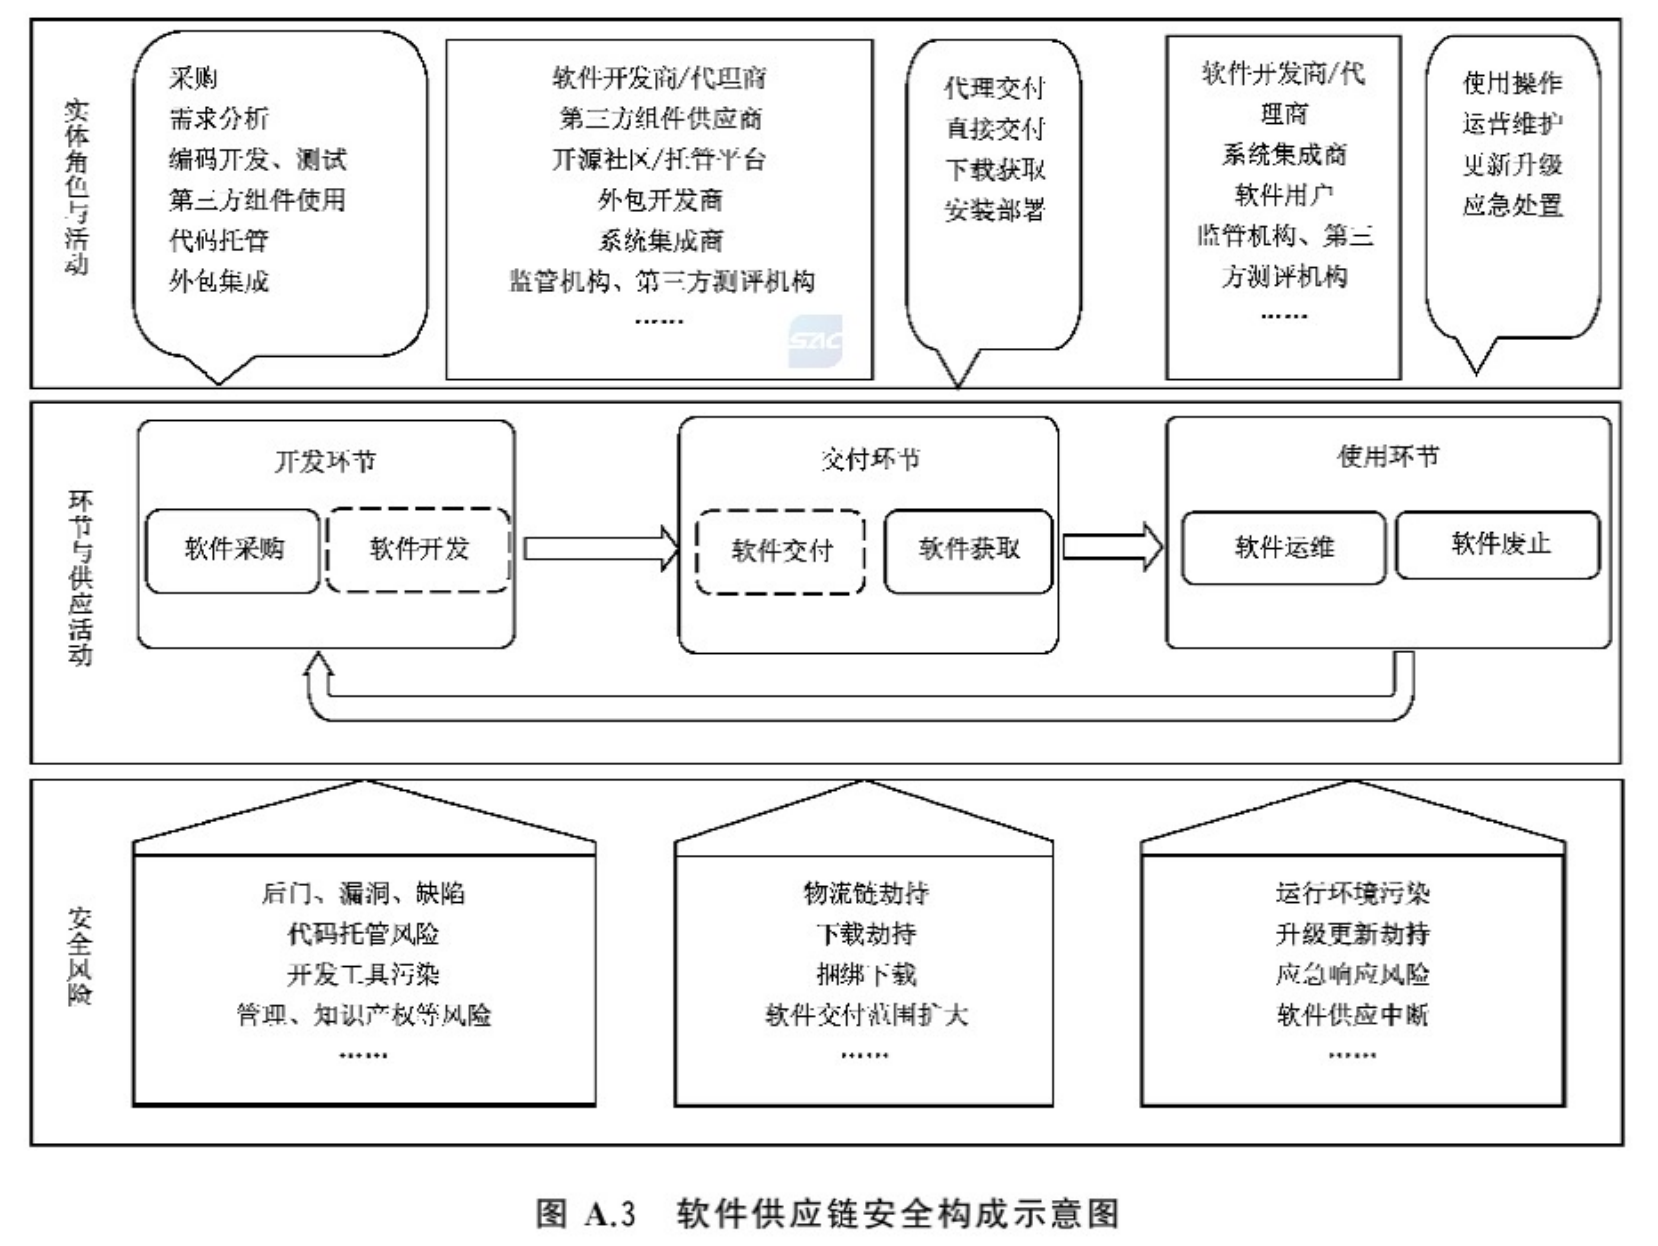 实体角色与活动
采购
需求分析
编码开发、测试
第三方组件使用
代码托管
外包集成
软件开发商/代理商
第三方组件供应商
开源社区/托管平台
外包开发商
系统集成商
监管机构、第三方测评机构
……
SAC
代理交付
直接交付
下载获取
安装部署
软件开发商/代
理商
系统集成商
软件用户
监管机构、第三
方测评机构
……
使用操作
运营维护
更新升级
应急处置
环节与供应活动
开发环节
软件采购
软件开发
交付环节
软件交付
软件获取
使用环节
软件运维
软件废止
安全风险
后门、漏洞、缺陷
代码托管风险
开发工具污染
管理、知识产权等风险
……
物流链劫持
下载劫持
捆绑下载
软件交付范围扩大
……
运行环境污染
升级更新劫持
应急响应风险
软件供应中断
……
图 A.3 软件供应链安全构成示意图